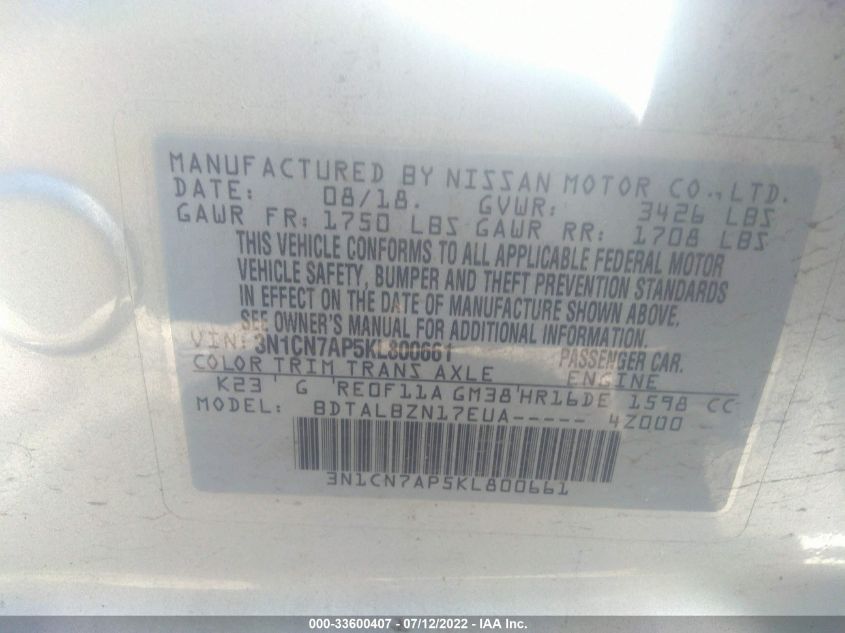 MANUFACTURED BY NISSAN MOTOR CO., LTD.
DATE: 08/18. GVWR: 3426 LBS
GAWR FR: 1750 LBS GAWR RR: 1708 LBS
THIS VEHICLE CONFORMS TO ALL APPLICABLE FEDERAL MOTOR
VEHICLE SAFETY, BUMPER AND THEFT PREVENTION STANDARDS
IN EFFECT ON THE DATE OF MANUFACTURE SHOWN ABOVE.
SEE OWNER'S MANUAL FOR ADDITIONAL INFORMATION.
VIN: 3N1CN7AP5KL800661 PASSENGER CAR.
COLOR TRIM TRANS AXLE ENGINE
K23 G RE0F11A GM38 HR16DE 1598 CC
MODEL: BDTALBZN17EUA----- 4Z000
3N1CN7AP5KL800661
000-33600407 - 07/12/2022 - iaai.com